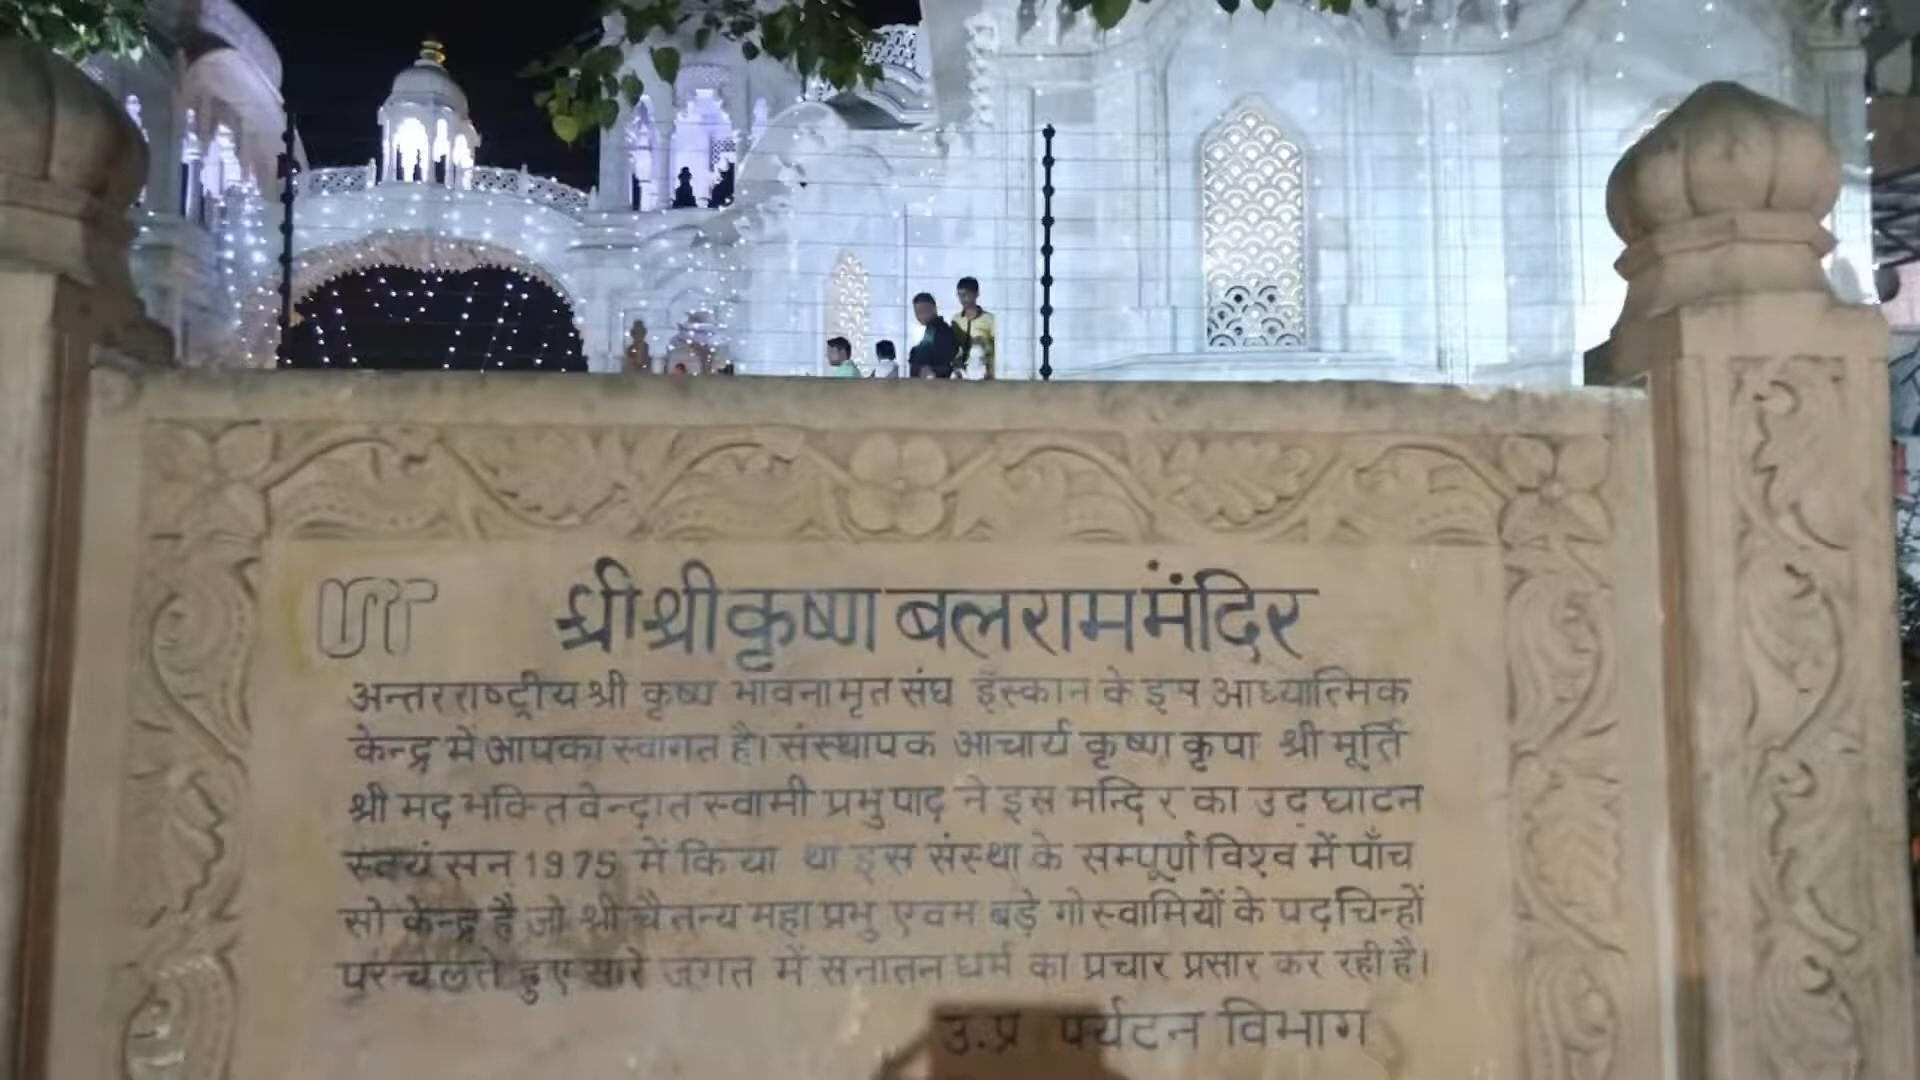 UT
श्री श्री कृष्ण बलराम मंदिर
अन्तरराष्ट्रीय श्री कृष्ण भावनामृत संघ इस्कान के इस आध्यात्मिक
केन्द्र में आपका स्वागत है। संस्थापक आचार्य कृष्ण कृपा श्री मूर्ति
श्री मद भक्ति वेन्दात स्वामी प्रभुपाद ने इस मन्दिर का उद घाटन
स्वयं सन 1975 में किया था इस संस्था के सम्पूर्ण विश्व में पाँच
सो केन्द्र है जो श्री चैतन्य महा प्रभु एवम बड़े गोस्वामियों के पदचिन्हों
पर चलते हुए सारे जगत में सनातन धर्म का प्रचार प्रसार कर रही है।
उ.प्र पर्यटन विभाग